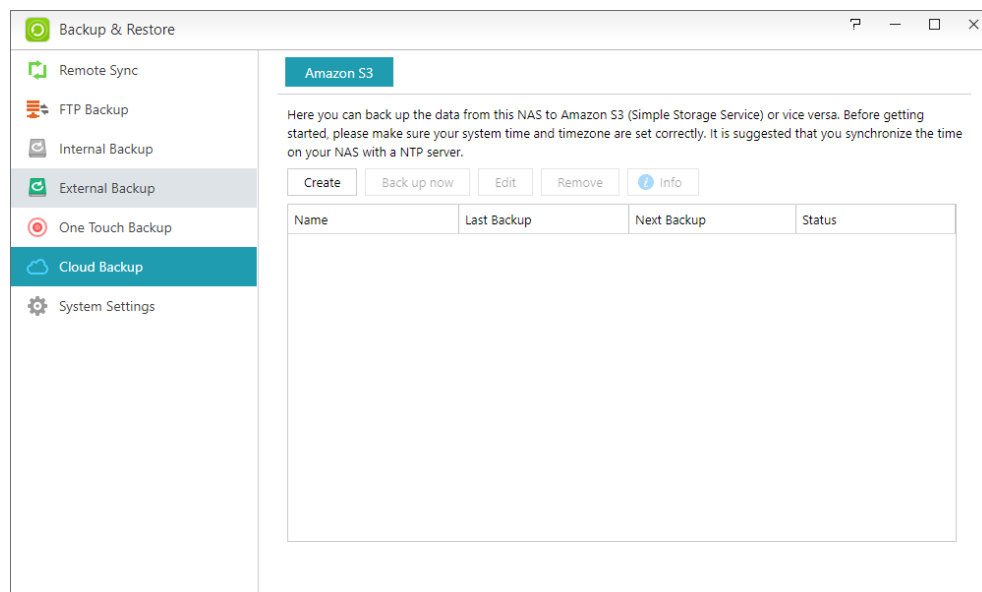 Backup & Restore
Remote Sync
FTP Backup
Internal Backup
External Backup
One Touch Backup
Cloud Backup
System Settings
Amazon S3
Here you can back up the data from this NAS to Amazon S3 (Simple Storage Service) or vice versa. Before getting
started, please make sure your system time and timezone are set correctly. It is suggested that you synchronize the time
on your NAS with a NTP server.
Create Back up now Edit Remove i Info
Name Last Backup Next Backup Status